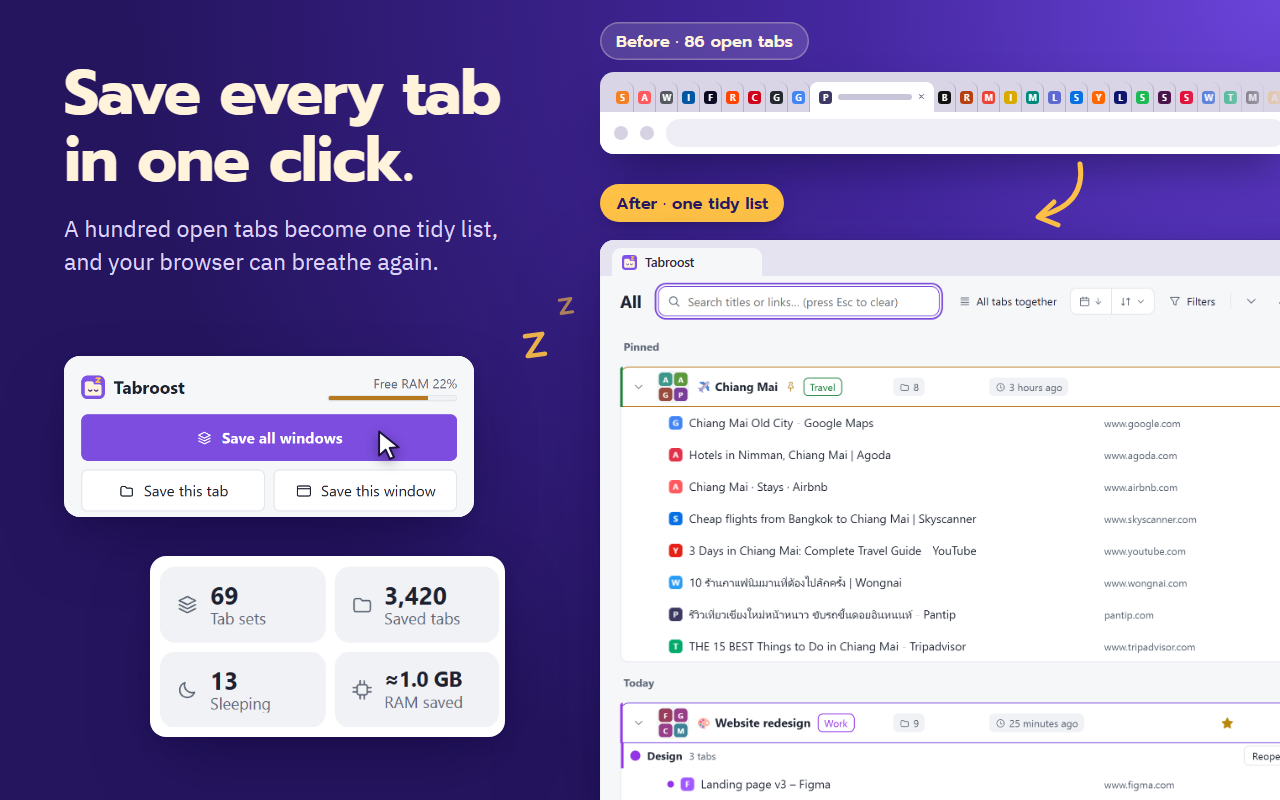 Save every tab
in one click.
A hundred open tabs become one tidy list,
and your browser can breathe again.
z
z
Tabroost
Free RAM 22%
Save all windows
Save this tab
Save this window
69
Tab sets
3,420
Saved tabs
13
Sleeping
≈1.0 GB
RAM saved
Before · 86 open tabs
S A W I F R C G G P × B R M I M L S Y L S S S W T M A
After · one tidy list
Tabroost
All
Search titles or links... (press Esc to clear)
All tabs together
Filters
Pinned
A A G P
✈️ Chiang Mai
Travel
8
3 hours ago
G Chiang Mai Old City · Google Maps
www.google.com
A Hotels in Nimman, Chiang Mai | Agoda
www.agoda.com
A Chiang Mai · Stays · Airbnb
www.airbnb.com
S Cheap flights from Bangkok to Chiang Mai | Skyscanner
www.skyscanner.com
Y 3 Days in Chiang Mai: Complete Travel Guide YouTube
www.youtube.com
W 10 ร้านกาแฟนิมมานที่ต้องไปสักครั้ง | Wongnai
www.wongnai.com
P รีวิวเที่ยวเชียงใหม่หน้าหนาว ขับรถขึ้นดอยอินทนนท์ - Pantip
pantip.com
T THE 15 BEST Things to Do in Chiang Mai - Tripadvisor
www.tripadvisor.com
Today
F G C M
Website redesign
Work
9
25 minutes ago
Design
3 tabs
F Landing page v3 – Figma
www.figma.com